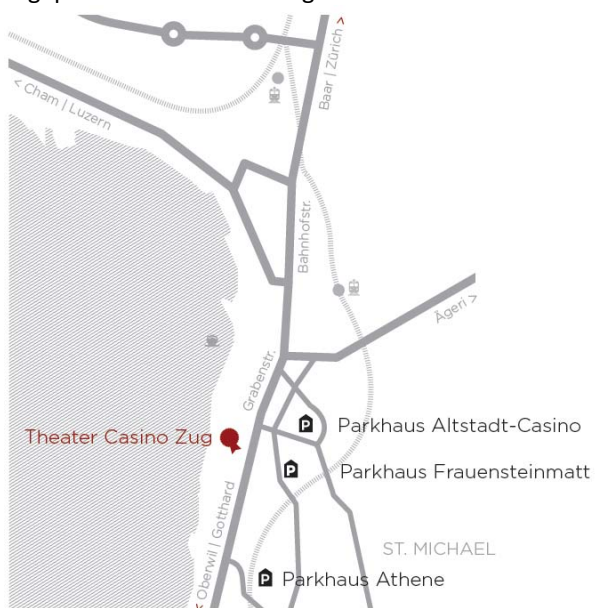 Baar | Zürich >
< Cham | Luzern
Bahnhofstr.
Ägeri >
Grabenstr.
Parkhaus Altstadt-Casino
P
Theater Casino Zug
P
Parkhaus Frauensteinmatt
< Oberwil | Gotthard
ST. MICHAEL
P
Parkhaus Athene